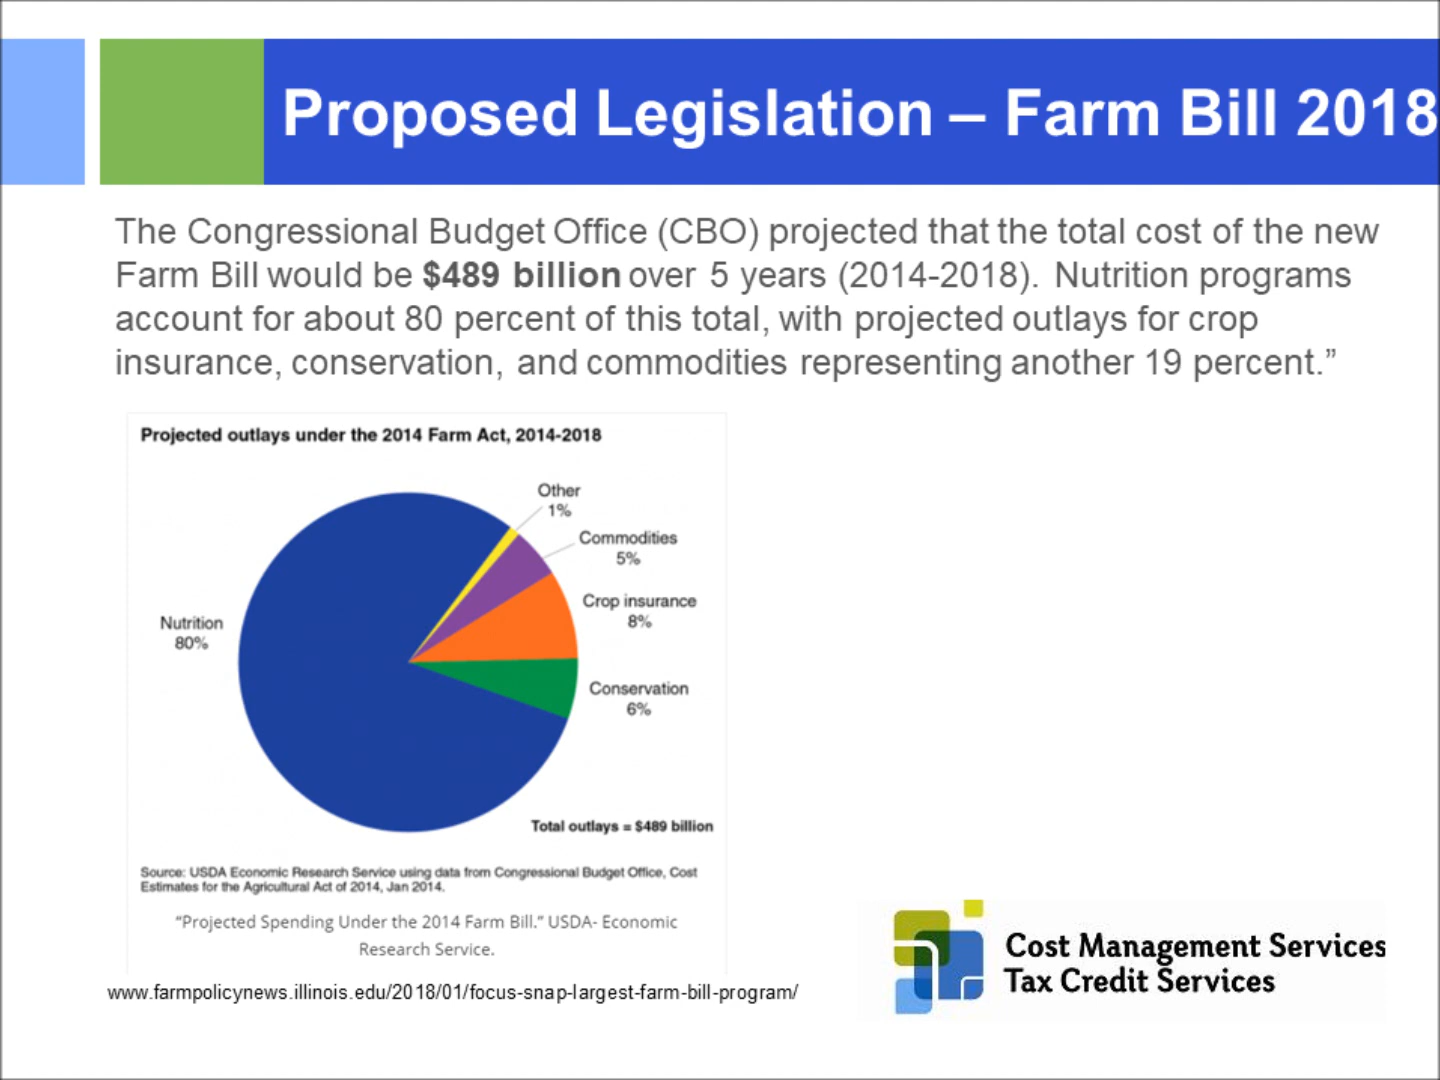 Proposed Legislation – Farm Bill 2018
The Congressional Budget Office (CBO) projected that the total cost of the new
Farm Bill would be $489 billion over 5 years (2014-2018). Nutrition programs
account for about 80 percent of this total, with projected outlays for crop
insurance, conservation, and commodities representing another 19 percent.”
Projected outlays under the 2014 Farm Act, 2014-2018
Other
1%
Commodities
5%
Crop insurance
8%
Nutrition
80%
Conservation
6%
Total outlays = $489 billion
Source: USDA Economic Research Service using data from Congressional Budget Office, Cost
Estimates for the Agricultural Act of 2014, Jan 2014.
“Projected Spending Under the 2014 Farm Bill.” USDA- Economic
Research Service.
www.farmpolicynews.illinois.edu/2018/01/focus-snap-largest-farm-bill-program/
Cost Management Services
Tax Credit Services